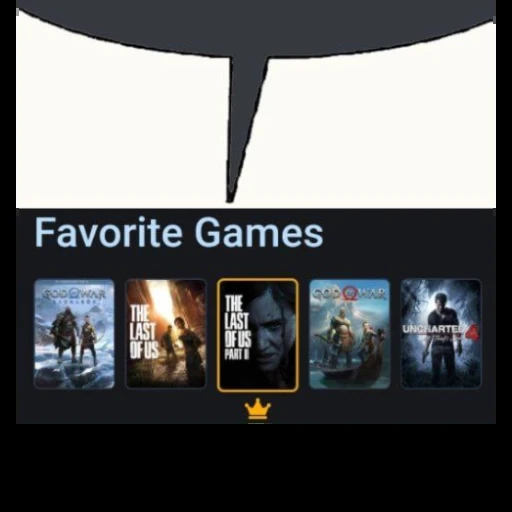 Favorite Games
GOD OF WAR
RAGNARÖK
THE
LAST
OF US
THE
LAST
OF US
PART II
GOD OF WAR
UNCHARTED 4